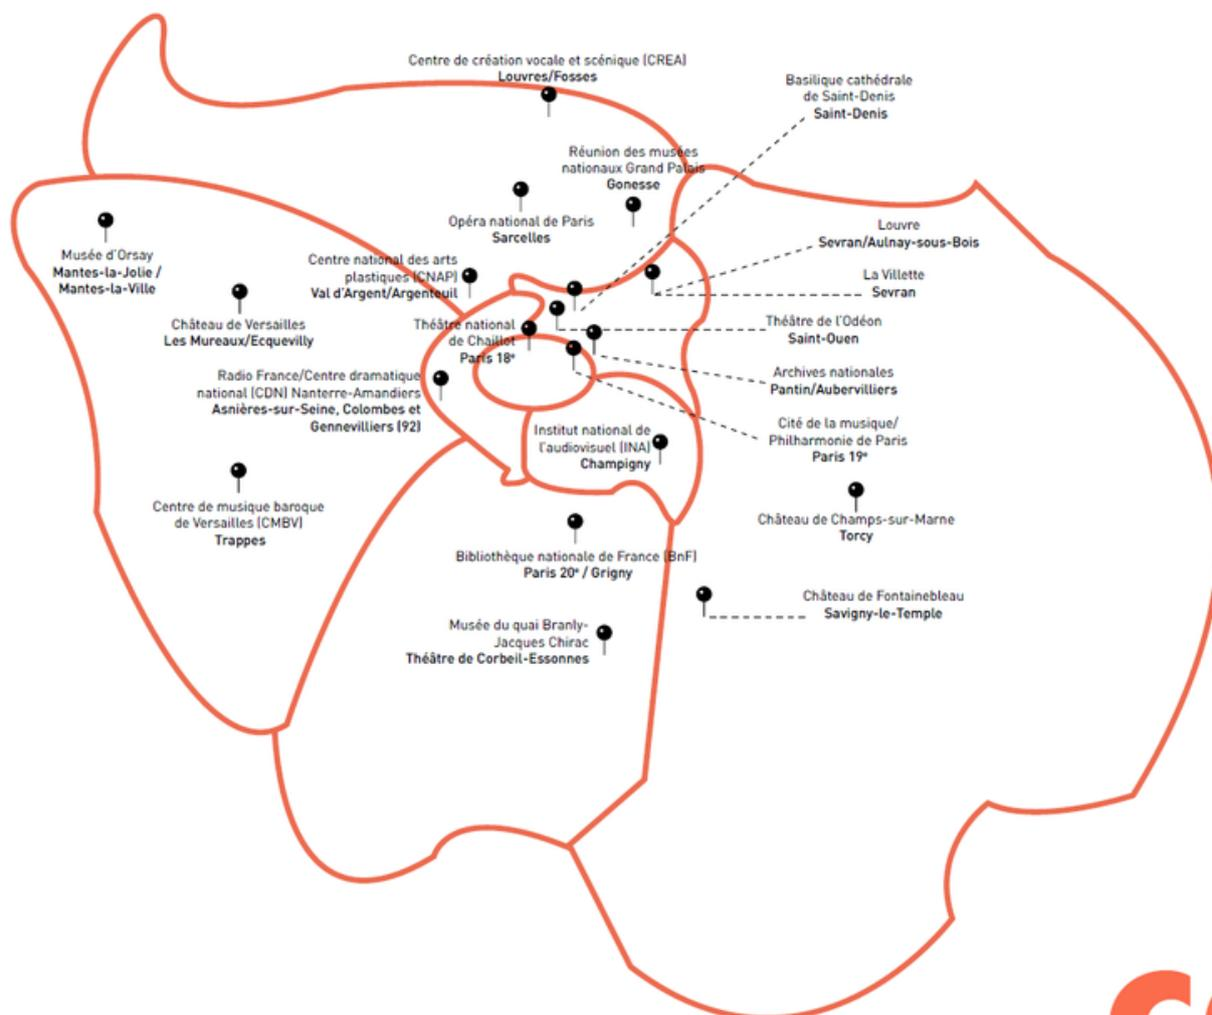 Centre de création vocale et scénique (CREA)
Louvres/Fosses
Basilique cathédrale
de Saint-Denis
Saint-Denis
Réunion des musées
nationaux Grand Palais
Gonesse
Opéra national de Paris
Sarcelles
Louvre
Sevran/Aulnay-sous-Bois
Musée d'Orsay
Mantes-la-Jolie /
Mantes-la-Ville
Centre national des arts
plastiques (CNAP)
Val d'Argent/Argenteuil
La Villette
Sevran
Château de Versailles
Les Mureaux/Ecquevilly
Théâtre national
de Chaillot
Paris 18e
Théâtre de l'Odéon
Saint-Ouen
Radio France/Centre dramatique
national (CDN) Nanterre-Amandiers
Asnières-sur-Seine, Colombes et
Gennevilliers (92)
Archives nationales
Pantin/Aubervilliers
Cité de la musique/
Philharmonie de Paris
Paris 19e
Institut national de
l'audiovisuel (INA)
Champigny
Centre de musique baroque
de Versailles (CMBV)
Trappes
Château de Champs-sur-Marne
Torcy
Bibliothèque nationale de France (BnF)
Paris 20e / Grigny
Château de Fontainebleau
Savigny-le-Temple
Musée du quai Branly-
Jacques Chirac
Théâtre de Corbeil-Essonnes